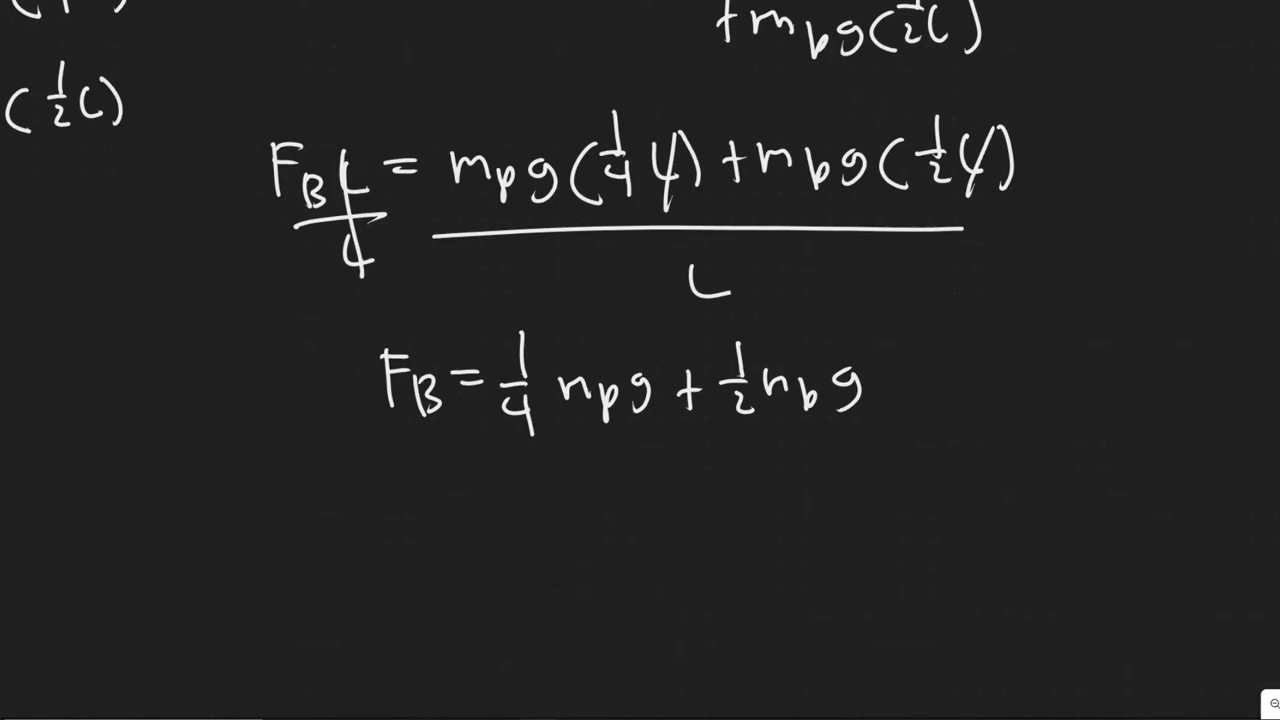 +m_b g(½L)
(½L)
F_B L / L = m_p g(¼L) + m_b g(½L) / L
F_B = ¼ m_p g + ½ m_b g